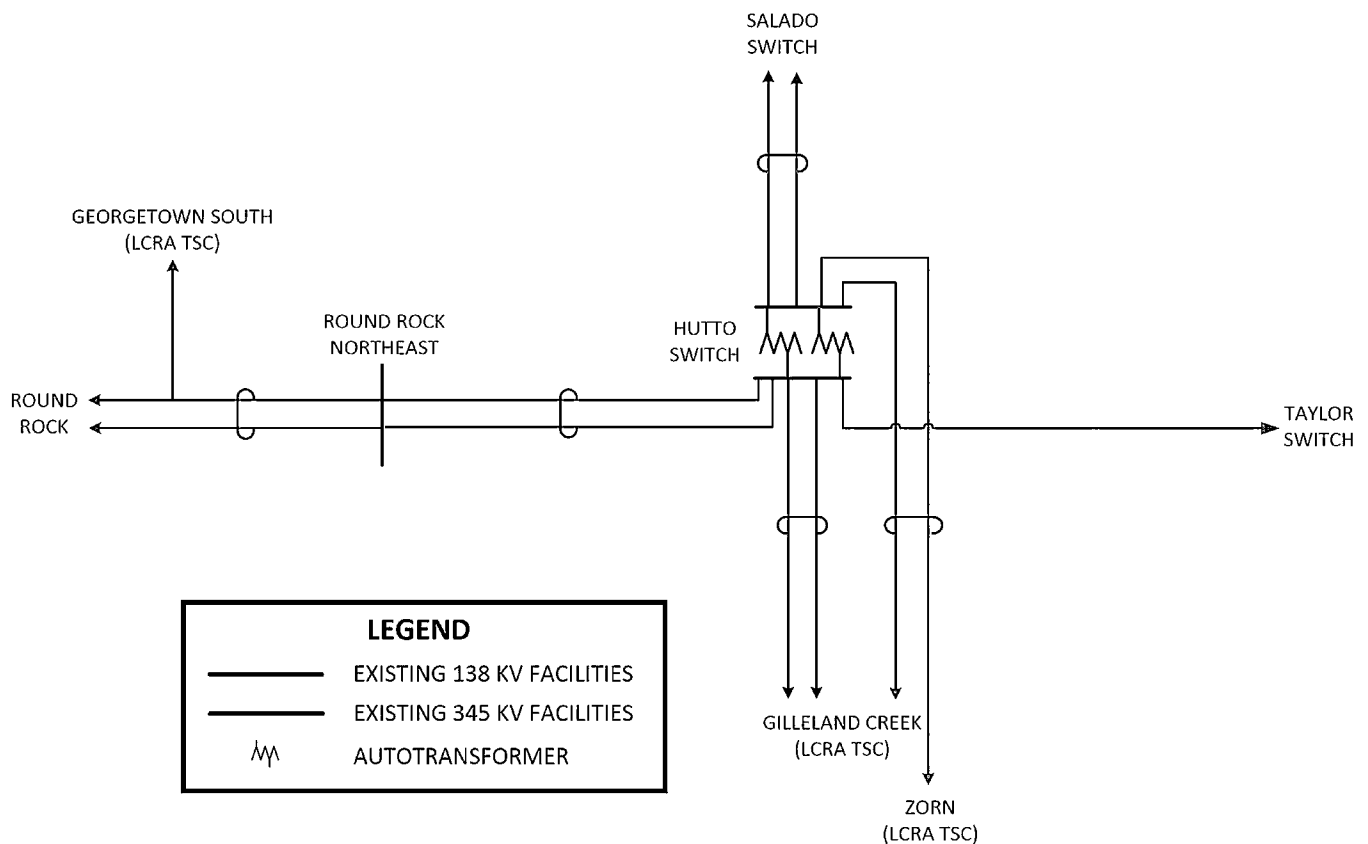 SALADO
SWITCH
GEORGETOWN SOUTH
(LCRA TSC)
ROUND ROCK
NORTHEAST
HUTTO
SWITCH
ROUND
ROCK
TAYLOR
SWITCH
LEGEND
EXISTING 138 KV FACILITIES
EXISTING 345 KV FACILITIES
AUTOTRANSFORMER
GILLELAND CREEK
(LCRA TSC)
ZORN
(LCRA TSC)